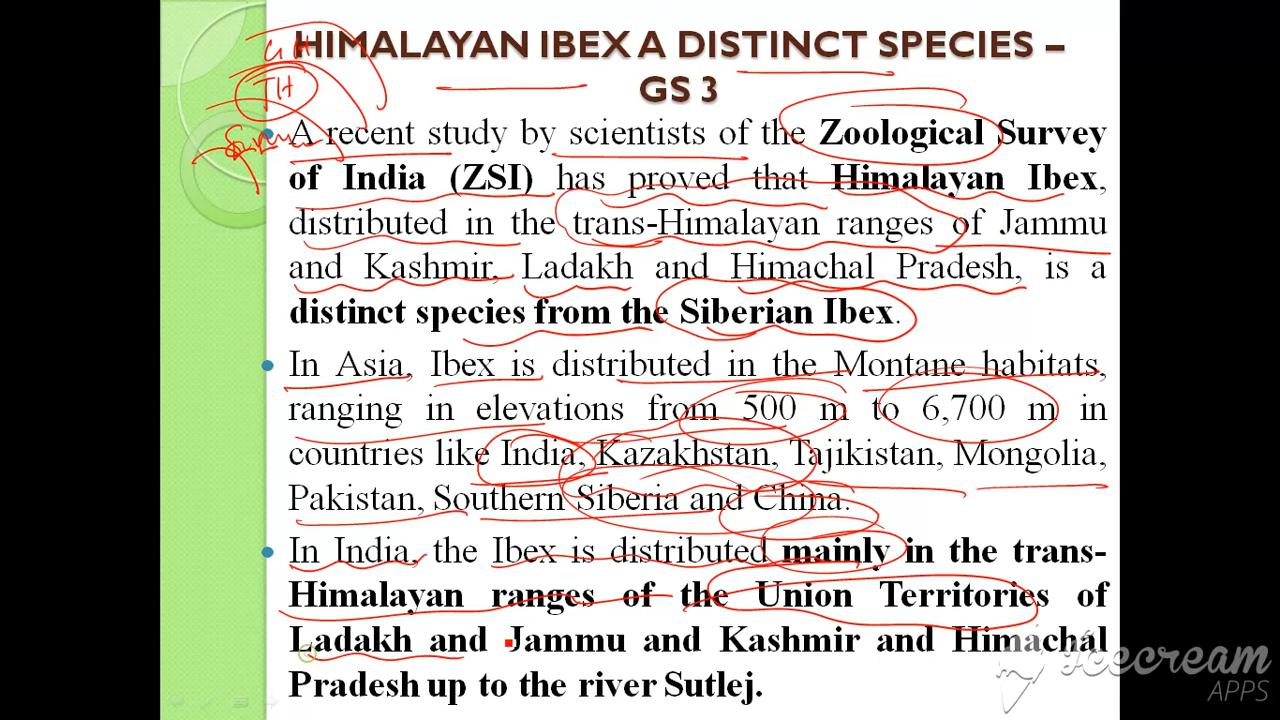 HIMALAYAN IBEX A DISTINCT SPECIES –
GS 3
GH
TH
A recent study by scientists of the Zoological Survey
of India (ZSI) has proved that Himalayan Ibex,
distributed in the trans-Himalayan ranges of Jammu
and Kashmir, Ladakh and Himachal Pradesh, is a
distinct species from the Siberian Ibex.
In Asia, Ibex is distributed in the Montane habitats,
ranging in elevations from 500 m to 6,700 m in
countries like India, Kazakhstan, Tajikistan, Mongolia,
Pakistan, Southern Siberia and China.
In India, the Ibex is distributed mainly in the trans-
Himalayan ranges of the Union Territories of
Ladakh and Jammu and Kashmir and Himachal
Pradesh up to the river Sutlej.
Icecream
APPS